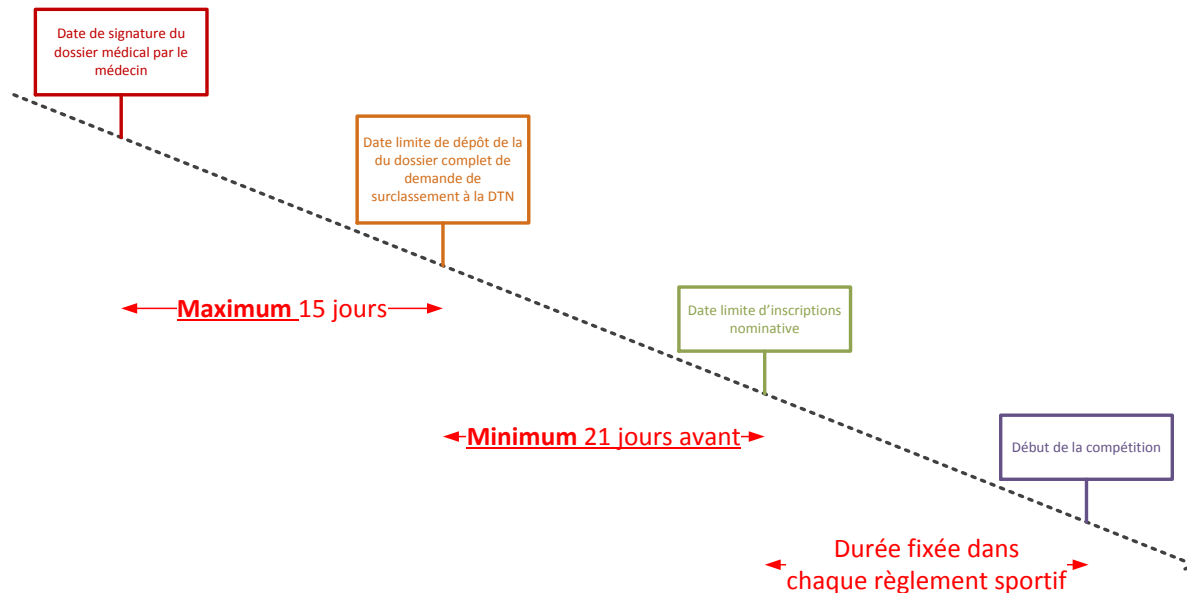 Date de signature du
dossier médical par le
médecin
Date limite de dépôt de la
du dossier complet de
demande de
surclassement à la DTN
Maximum 15 jours
Date limite d’inscriptions
nominative
Minimum 21 jours avant
Début de la compétition
Durée fixée dans
chaque règlement sportif